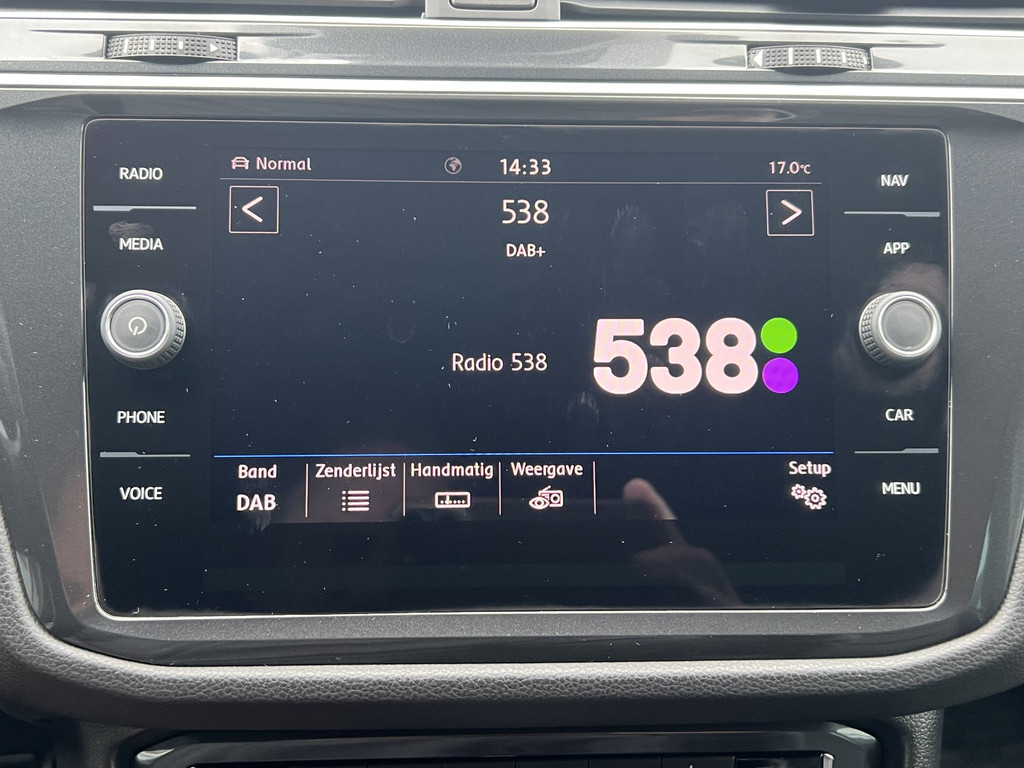 RADIO
MEDIA
PHONE
VOICE
Normal 14:33 17.0°C
538
DAB+
Radio 538
538
Band Zenderlijst Handmatig Weergave Setup
DAB
NAV
APP
CAR
MENU